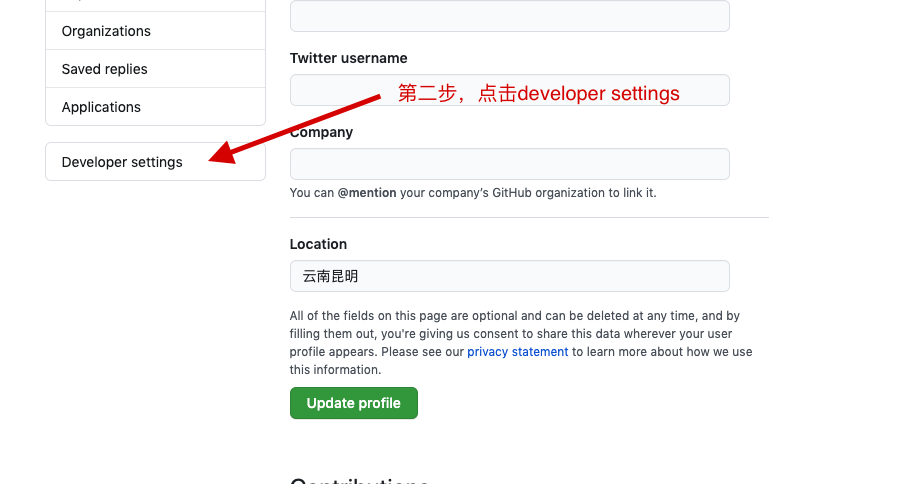 Organizations
Saved replies
Applications
Developer settings
Twitter username
第二步，点击developer settings
Company
You can @mention your company’s GitHub organization to link it.
Location
云南昆明
All of the fields on this page are optional and can be deleted at any time, and by
filling them out, you're giving us consent to share this data wherever your user
profile appears. Please see our privacy statement to learn more about how we use
this information.
Update profile
Contributions